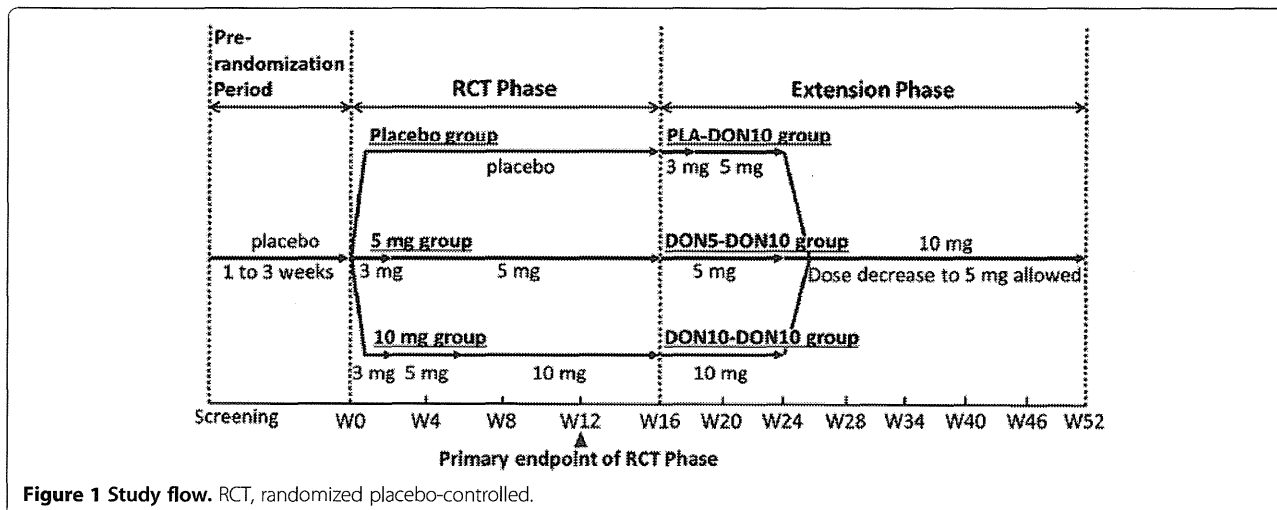 Pre-
randomization
Period
RCT Phase
Extension Phase
Placebo group
PLA-DON10 group
placebo
3 mg 5 mg
placebo
5 mg group
DON5-DON10 group
10 mg
1 to 3 weeks
3 mg
5 mg
5 mg
Dose decrease to 5 mg allowed
10 mg group
DON10-DON10 group
3 mg 5 mg
10 mg
10 mg
Screening W0 W4 W8 W12 W16 W20 W24 W28 W34 W40 W46 W52
Primary endpoint of RCT Phase
Figure 1 Study flow. RCT, randomized placebo-controlled.